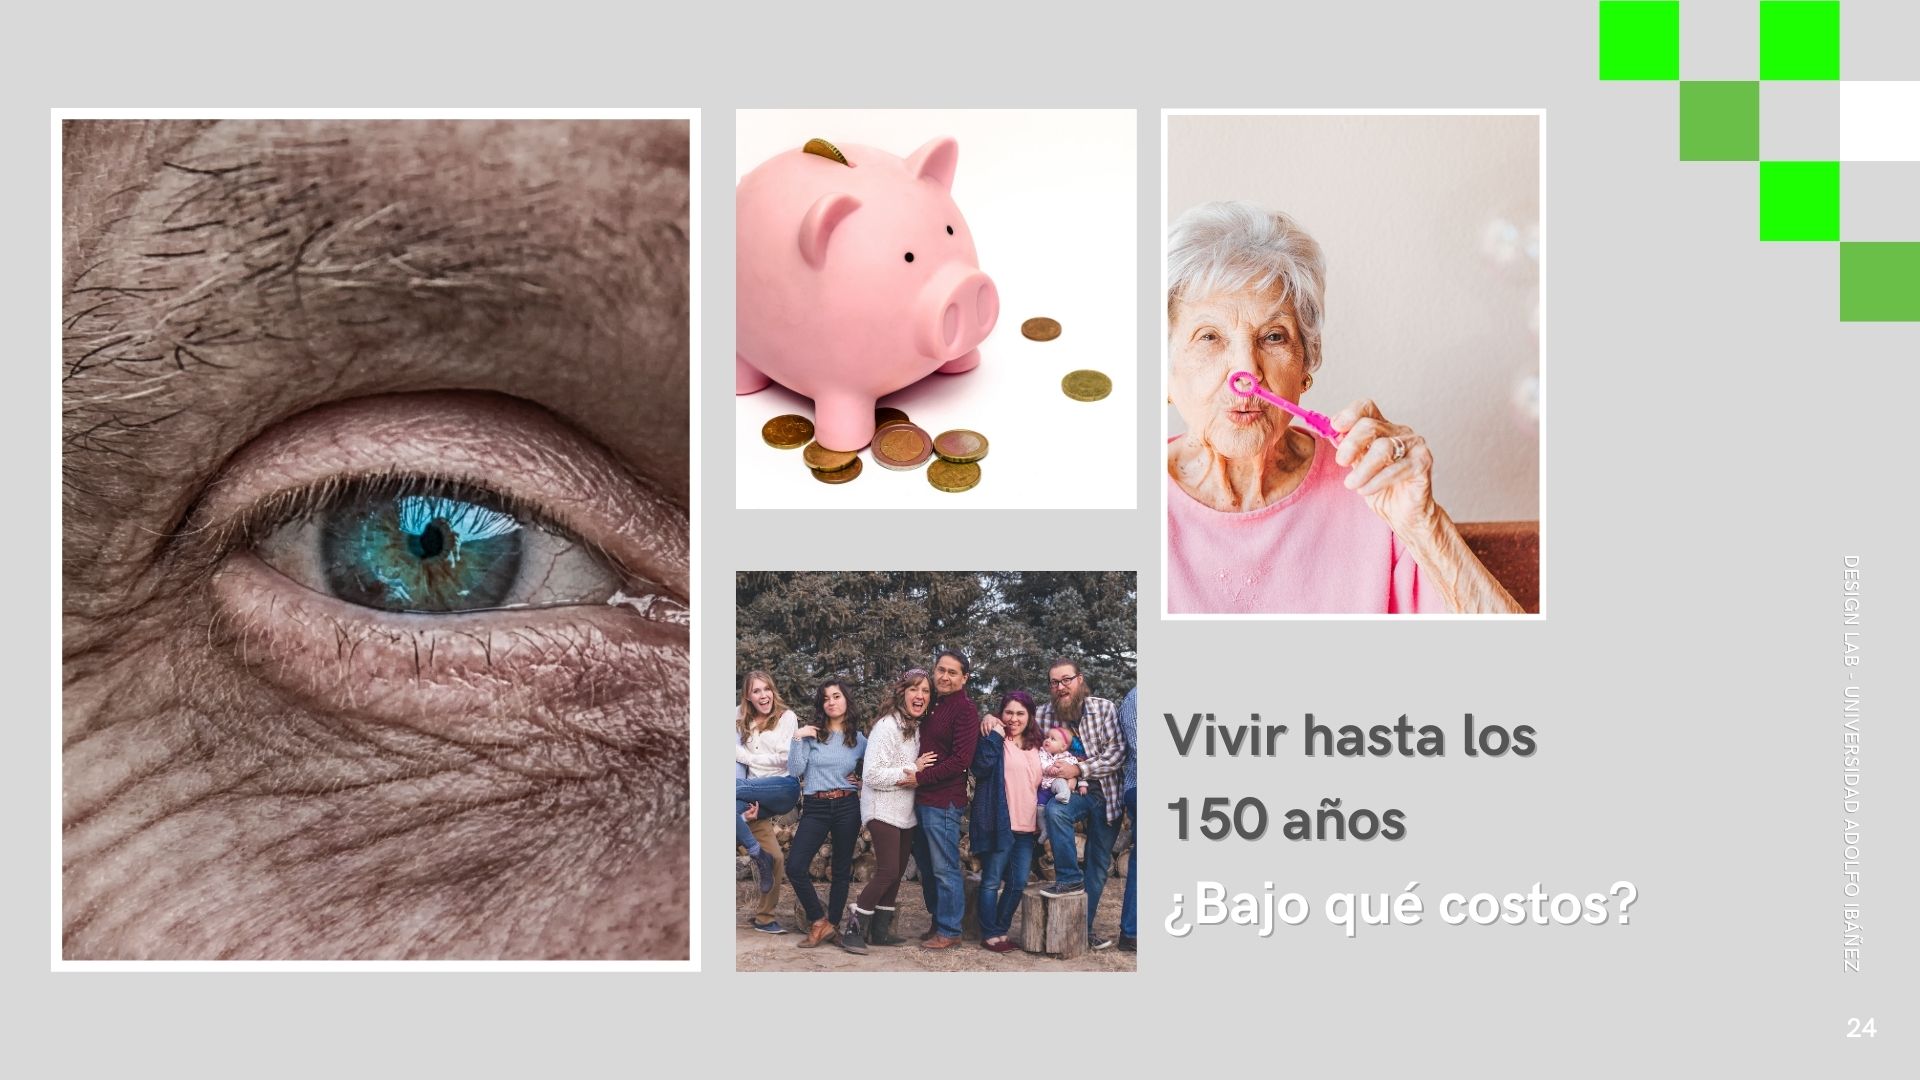 Vivir hasta los
150 años
¿Bajo qué costos?
DESIGN LAB - UNIVERSIDAD ADOLFO IBÁÑEZ
24